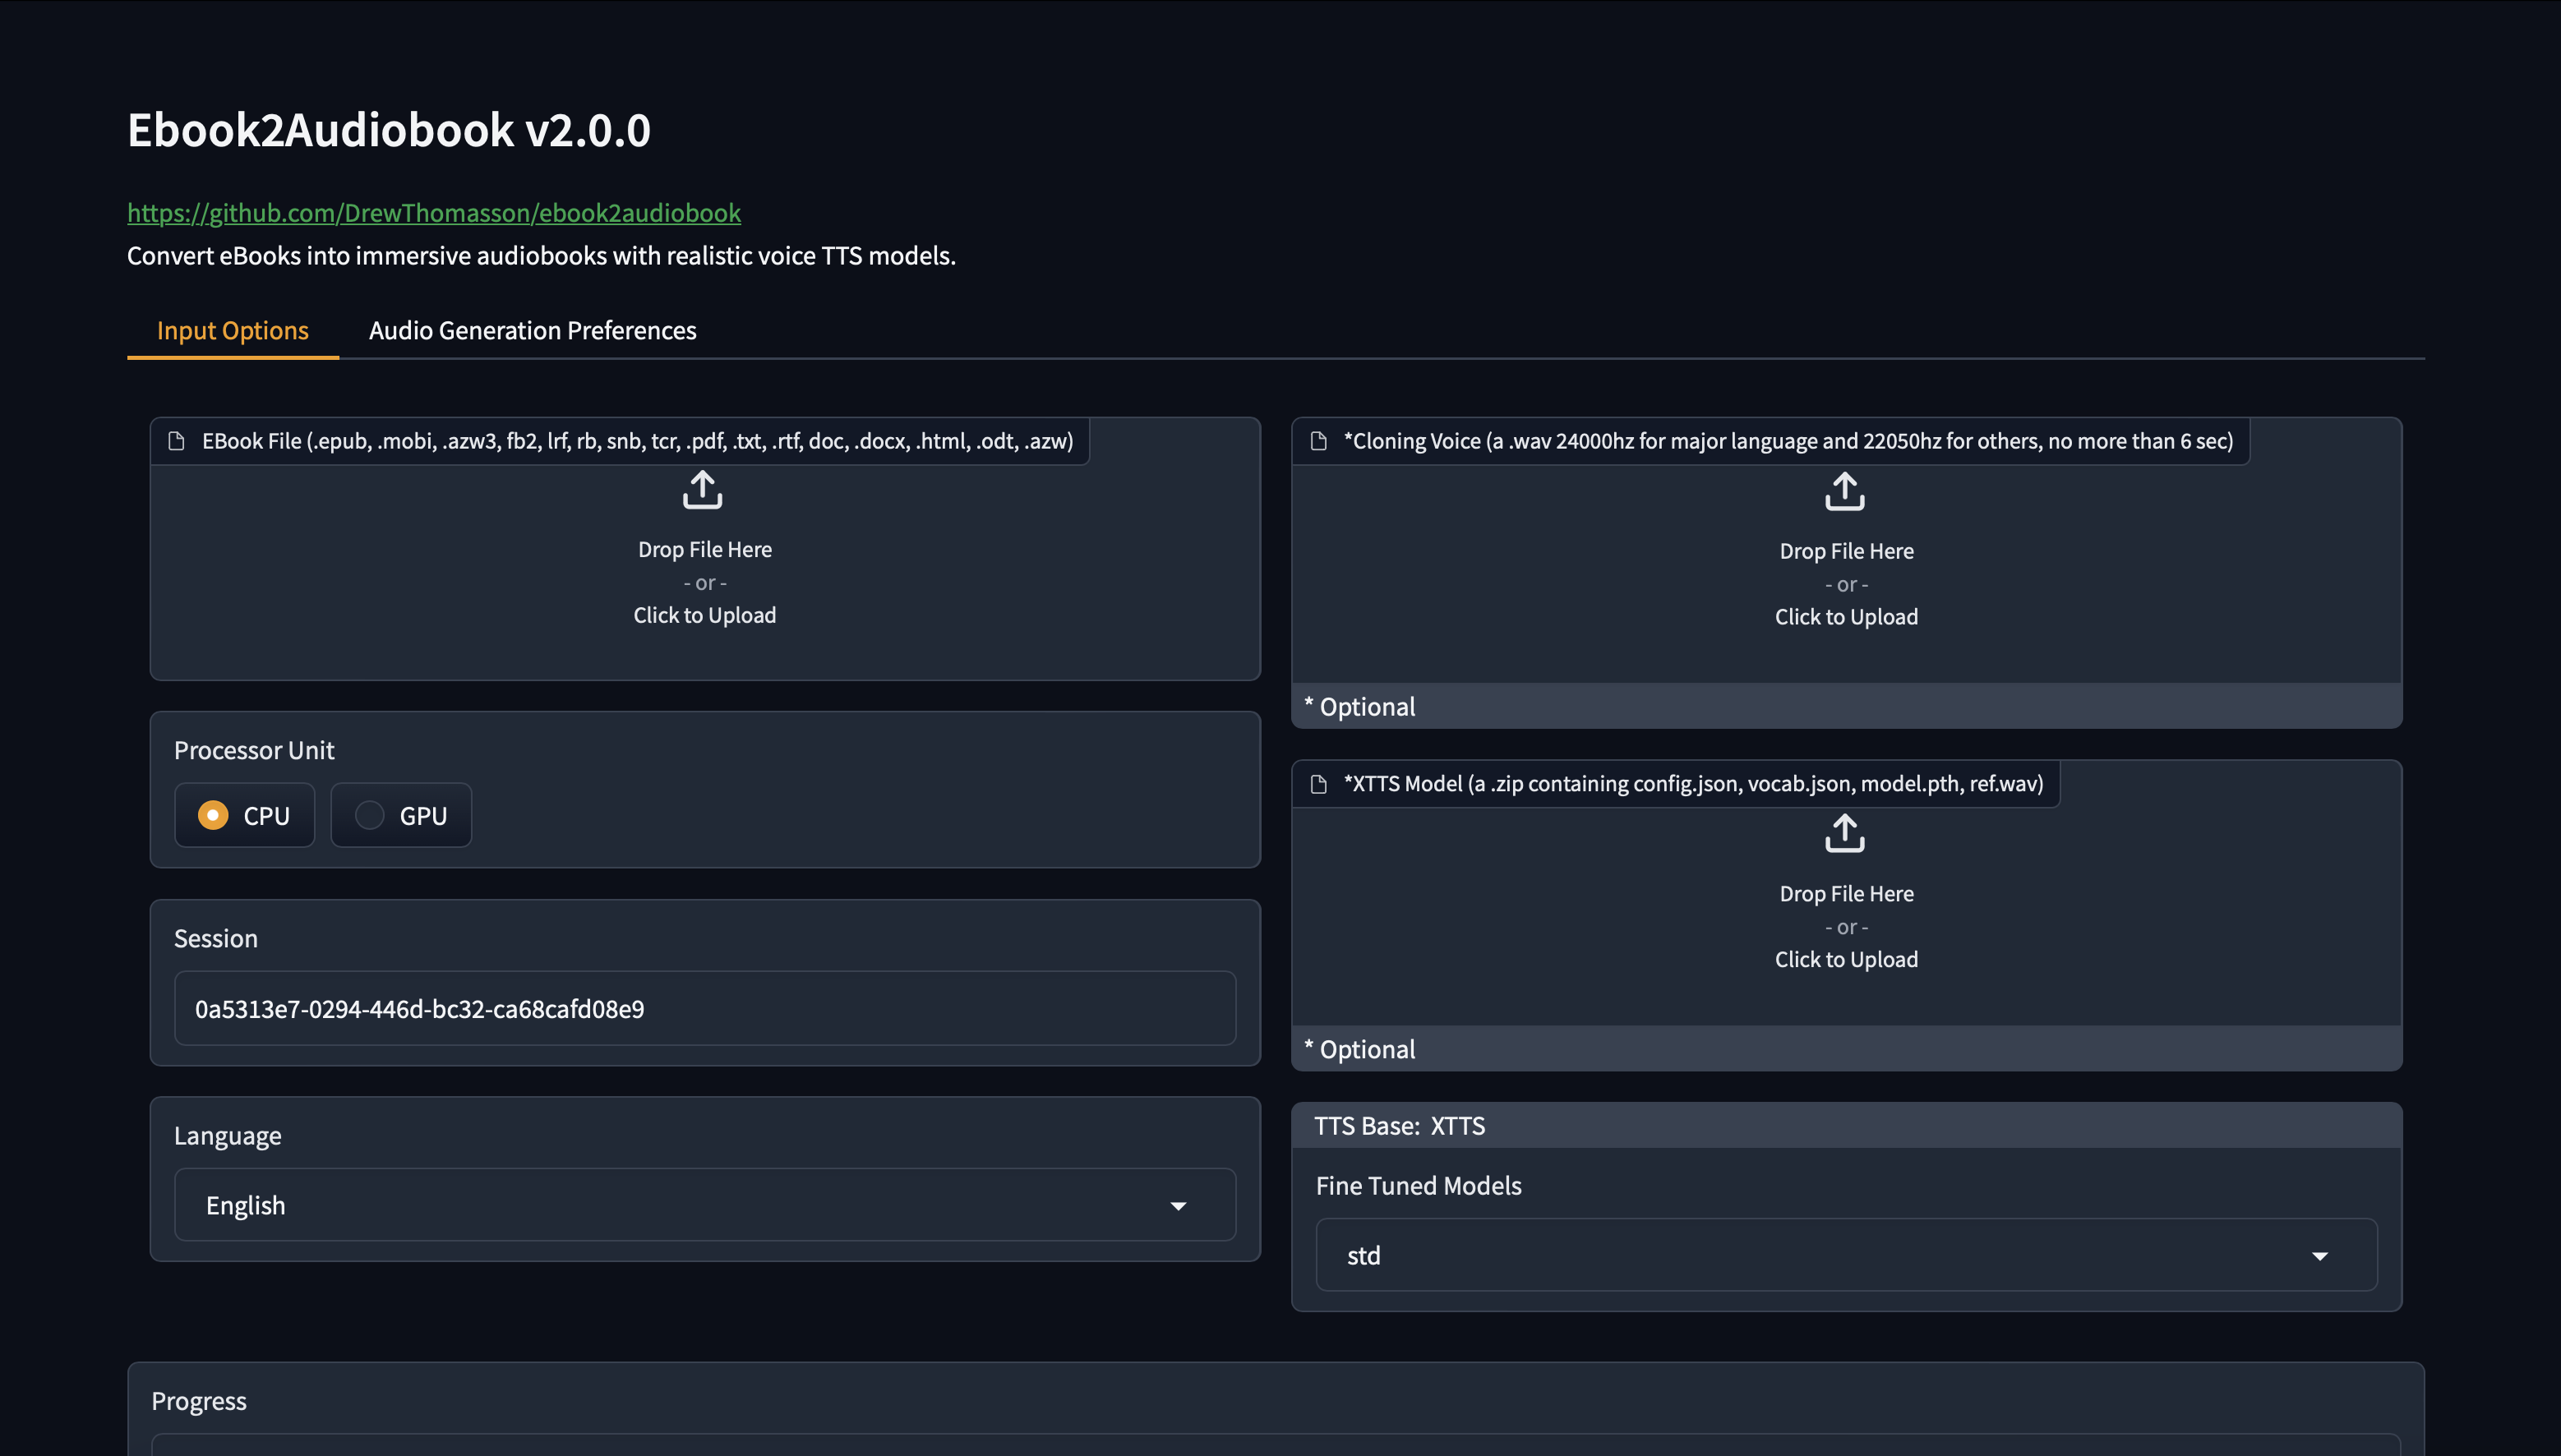 Ebook2Audiobook v2.0.0
https://github.com/DrewThomasson/ebook2audiobook
Convert eBooks into immersive audiobooks with realistic voice TTS models.
Input Options
Audio Generation Preferences
EBook File (.epub, .mobi, .azw3, fb2, lrf, rb, snb, tcr, .pdf, .txt, .rtf, doc, .docx, .html, .odt, .azw)
Drop File Here
- or -
Click to Upload
Processor Unit
CPU
GPU
Session
0a5313e7-0294-446d-bc32-ca68cafd08e9
Language
English
*Cloning Voice (a .wav 24000hz for major language and 22050hz for others, no more than 6 sec)
Drop File Here
- or -
Click to Upload
* Optional
*XTTS Model (a .zip containing config.json, vocab.json, model.pth, ref.wav)
Drop File Here
- or -
Click to Upload
* Optional
TTS Base: XTTS
Fine Tuned Models
std
Progress